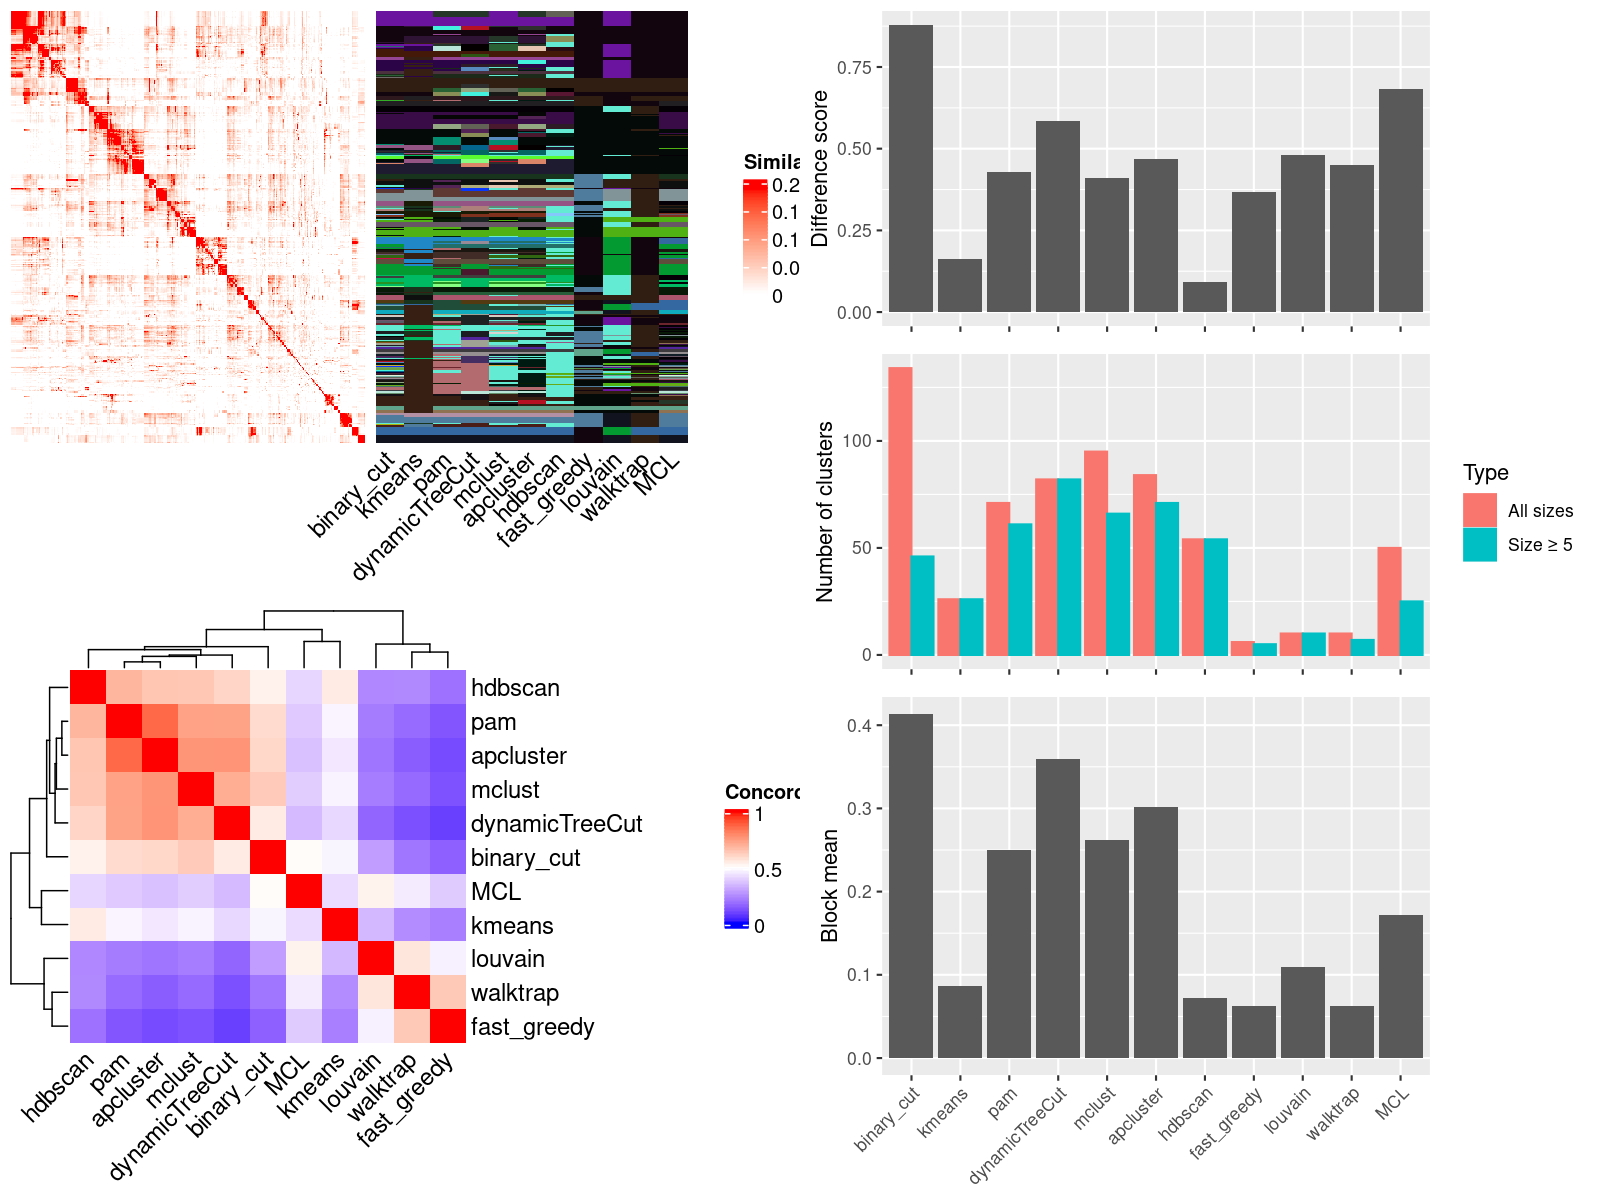 Simila
0.2
0.1
0.1
0.0
0
binary_cut
kmeans
pam
dynamicTreeCut
mclust
apcluster
hdbscan
fast_greedy
louvain
walktrap
MCL
hdbscan
pam
apcluster
mclust
dynamicTreeCut
binary_cut
MCL
kmeans
louvain
walktrap
fast_greedy
hdbscan
pam
apcluster
mclust
dynamicTreeCut
binary_cut
MCL
kmeans
louvain
walktrap
fast_greedy
Concord
1
0.5
0
Difference score
0.75
0.50
0.25
0.00
Number of clusters
100
50
0
Type
All sizes
Size ≥ 5
Block mean
0.4
0.3
0.2
0.1
0.0
binary_cut
kmeans
pam
dynamicTreeCut
mclust
apcluster
hdbscan
fast_greedy
louvain
walktrap
MCL